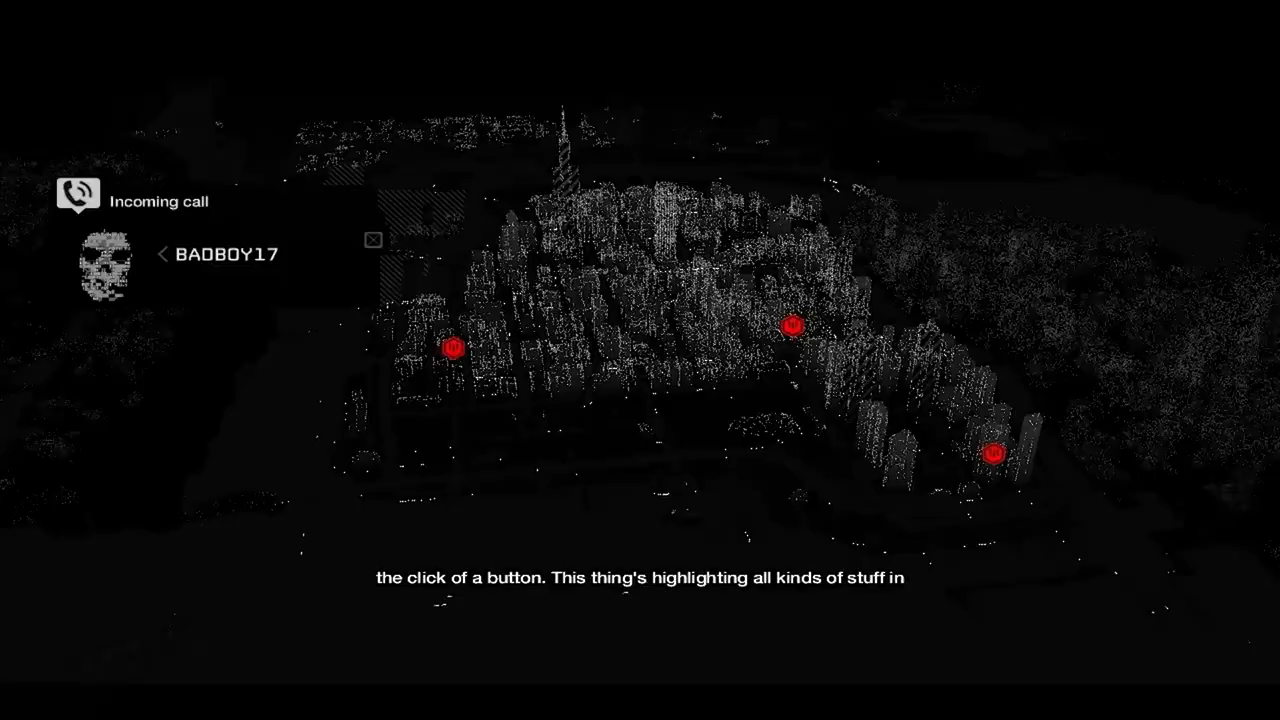 Incoming call
BADBOY17
the click of a button. This thing's highlighting all kinds of stuff in